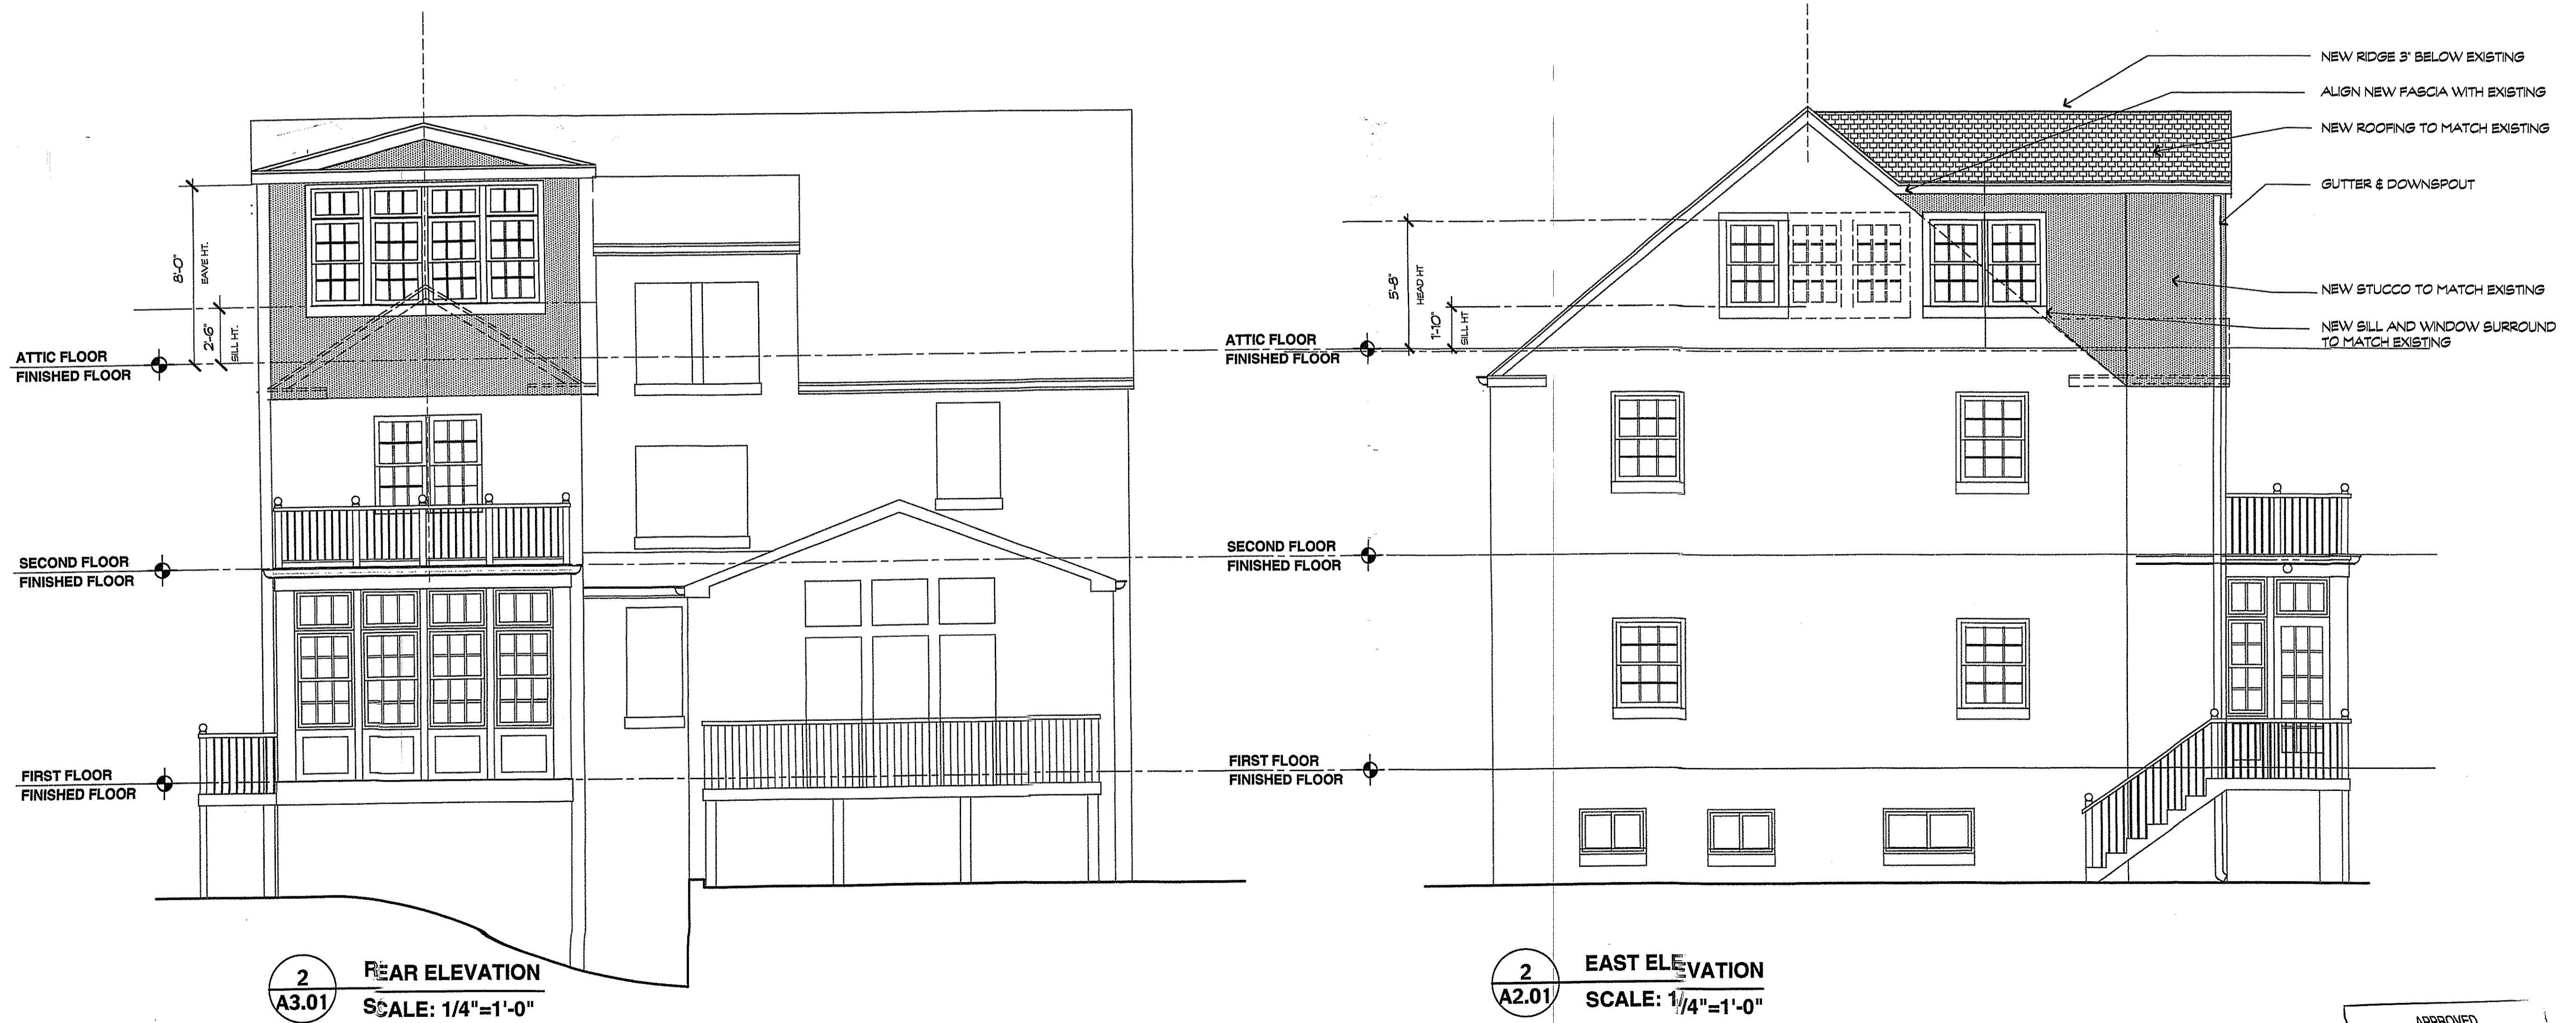 8'-0"
EAVE HT.
2'-6"
SILL HT.
ATTIC FLOOR
FINISHED FLOOR
SECOND FLOOR
FINISHED FLOOR
FIRST FLOOR
FINISHED FLOOR
2
A3.01
REAR ELEVATION
SCALE: 1/4"=1'-0"
NEW RIDGE 3" BELOW EXISTING
ALIGN NEW FASCIA WITH EXISTING
NEW ROOFING TO MATCH EXISTING
GUTTER & DOWNSPOUT
NEW STUCCO TO MATCH EXISTING
NEW SILL AND WINDOW SURROUND
TO MATCH EXISTING
5'-8"
HEAD HT
1'-10"
SILL HT
ATTIC FLOOR
FINISHED FLOOR
SECOND FLOOR
FINISHED FLOOR
FIRST FLOOR
FINISHED FLOOR
2
A2.01
EAST ELEVATION
SCALE: 1/4"=1'-0"
APPROVED